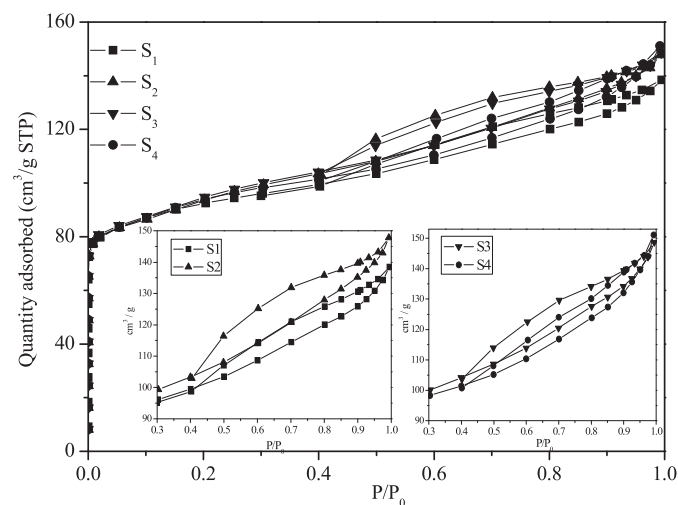 160
120
80
40
0
Quantity adsorbed (cm³/g STP)
S₁
S₂
S₃
S₄
150
140
130
120
110
100
90
cm³ / g
S1
S2
0.3 0.4 0.5 0.6 0.7 0.8 0.9 1.0
P/P₀
150
140
130
120
110
100
90
cm³ / g
S3
S4
0.3 0.4 0.5 0.6 0.7 0.8 0.9 1.0
P/P₀
0.0 0.2 0.4 0.6 0.8 1.0
P/P₀